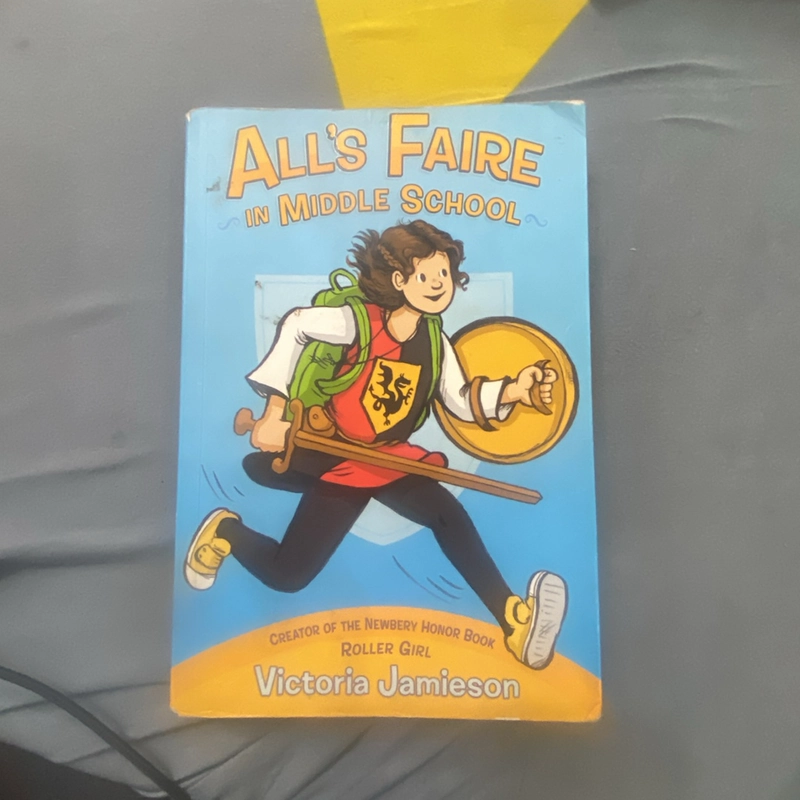 ALL'S FAIRE
IN MIDDLE SCHOOL
CREATOR OF THE NEWBERY HONOR BOOK
ROLLER GIRL
Victoria Jamieson